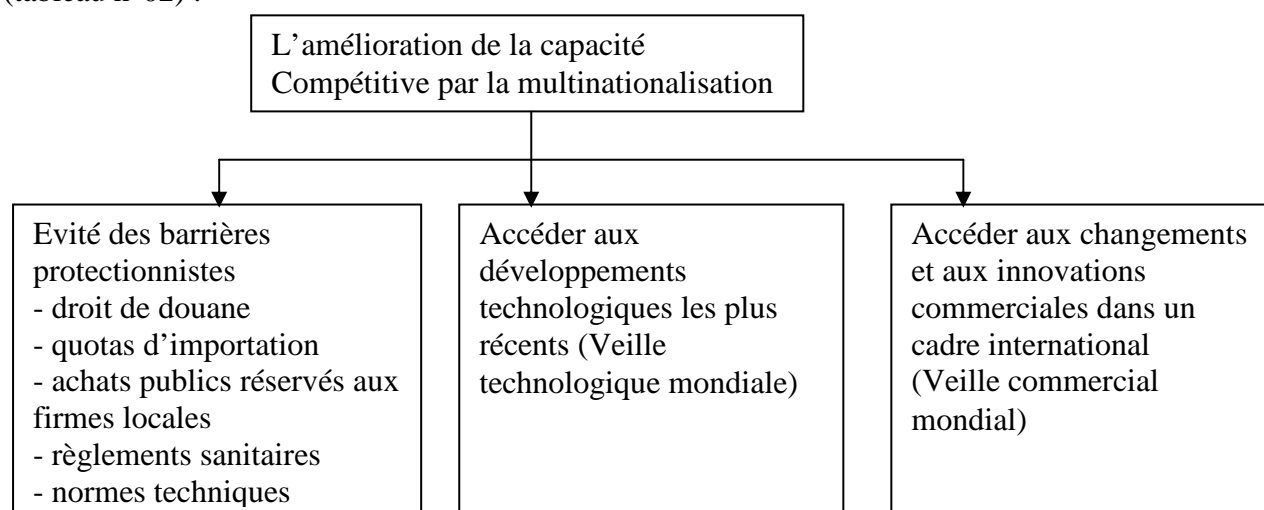 (tableau n°02) :
L’amélioration de la capacité
Compétitive par la multinationalisation
Evité des barrières
protectionnistes
- droit de douane
- quotas d’importation
- achats publics réservés aux
firmes locales
- règlements sanitaires
- normes techniques
Accéder aux
développements
technologiques les plus
récents (Veille
technologique mondiale)
Accéder aux changements
et aux innovations
commerciales dans un
cadre international
(Veille commercial
mondial)